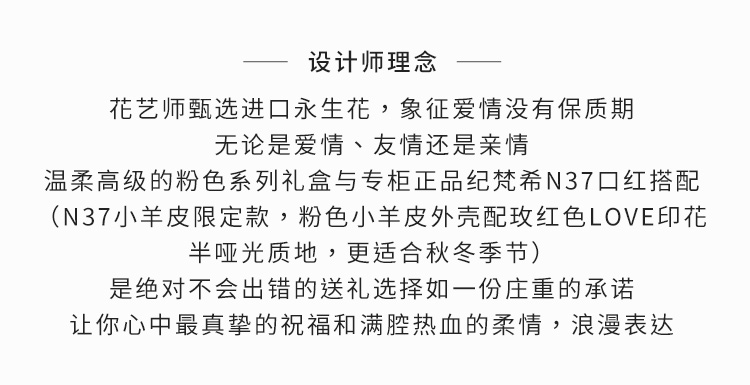 设计师理念
花艺师甄选进口永生花，象征爱情没有保质期
无论是爱情、友情还是亲情
温柔高级的粉色系列礼盒与专柜正品纪梵希N37口红搭配
（N37小羊皮限定款，粉色小羊皮外壳配玫红色LOVE印花
半哑光质地，更适合秋冬季节）
是绝对不会出错的送礼选择如一份庄重的承诺
让你心中最真挚的祝福和满腔热血的柔情，浪漫表达